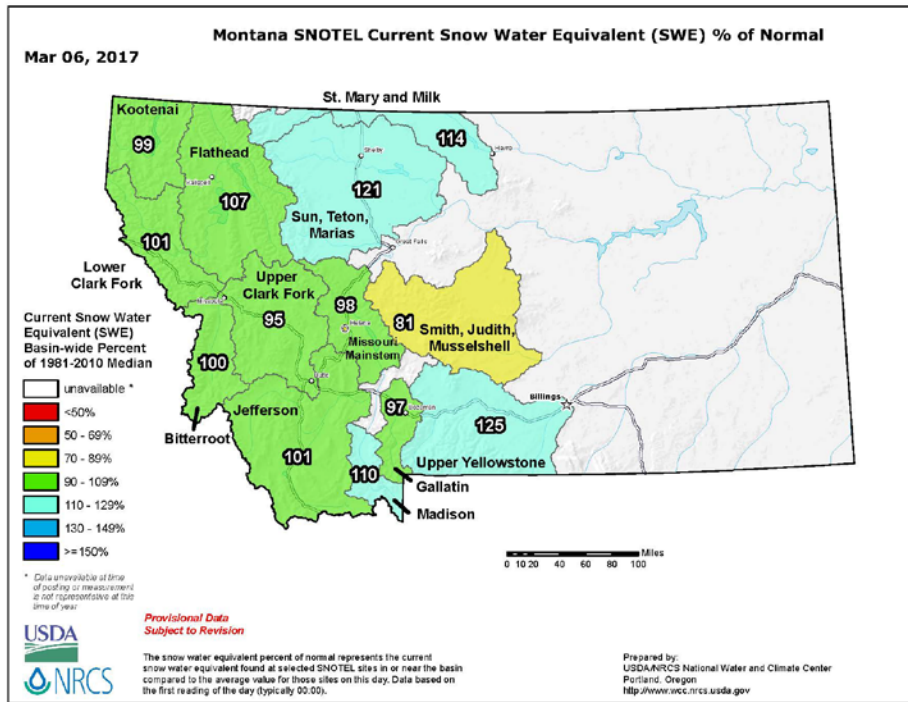 Montana SNOTEL Current Snow Water Equivalent (SWE) % of Normal
Mar 06, 2017
St. Mary and Milk
Kootenai
99
Flathead
Kalispell
107
Shelby
114
Havre
121
Sun, Teton,
Marias
Great Falls
101
Lower
Clark Fork
Missoula
Upper
Clark Fork
95
98
Helena
Missouri
Mainstem
81
Smith, Judith,
Musselshell
100
Bitterroot
Butte
Jefferson
101
97
Bozeman
110
Billings
125
Upper Yellowstone
Gallatin
Madison
Current Snow Water
Equivalent (SWE)
Basin-wide Percent
of 1981-2010 Median
unavailable *
<50%
50 - 69%
70 - 89%
90 - 109%
110 - 129%
130 - 149%
>=150%
Miles
0 10 20 40 60 80 100
* Data unavailable at time
of posting or measurement
is not representative at this
time of year
Provisional Data
Subject to Revision
USDA
NRCS
The snow water equivalent percent of normal represents the current
snow water equivalent found at selected SNOTEL sites in or near the basin
compared to the average value for those sites on this day. Data based on
the first reading of the day (typically 00:00).
Prepared by:
USDA/NRCS National Water and Climate Center
Portland, Oregon
http://www.wcc.nrcs.usda.gov